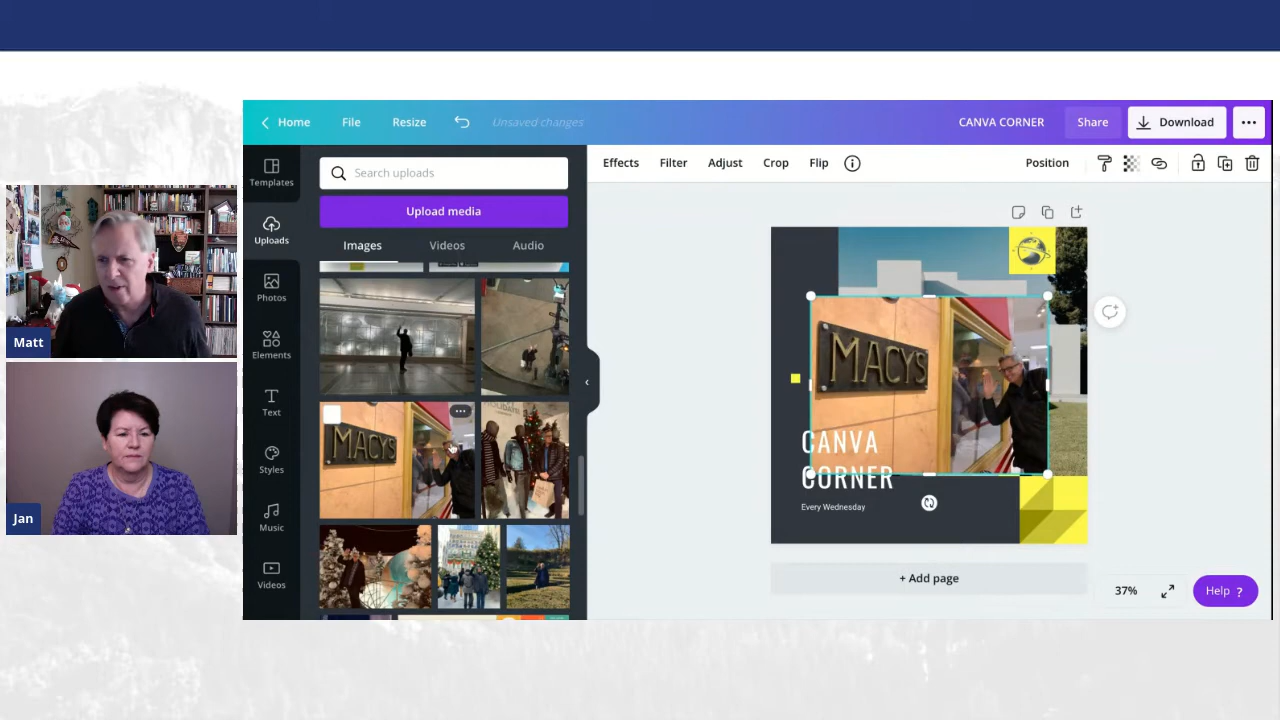 Home
File
Resize
Unsaved changes
CANVA CORNER
Share
Download
Templates
Uploads
Photos
Elements
Text
Styles
Music
Videos
Search uploads
Upload media
Images
Videos
Audio
MACYS
Effects
Filter
Adjust
Crop
Flip
Position
MACYS
CANVA
CORNER
Every Wednesday
+ Add page
37%
Help ?
Matt
Jan